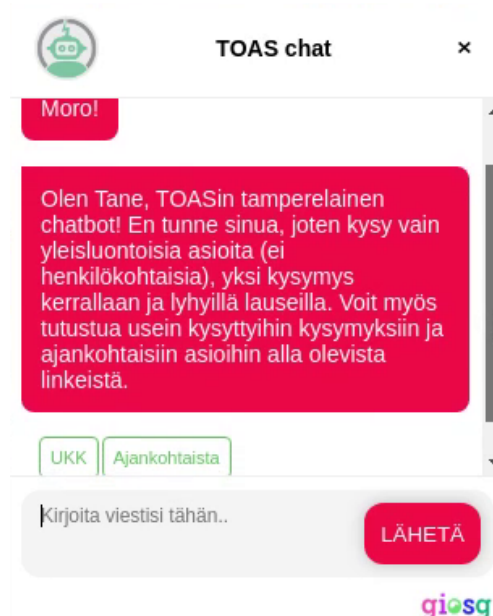 TOAS chat
×
Moro!
Olen Tane, TOASin tamperelainen
chatbot! En tunne sinua, joten kysy vain
yleisluontoisia asioita (ei
henkilökohtaisia), yksi kysymys
kerrallaan ja lyhyillä lauseilla. Voit myös
tutustua usein kysyttyihin kysymyksiin ja
ajankohtaisiin asioihin alla olevista
linkeistä.
UKK Ajankohtaista
Kirjoita viestisi tähän..
LÄHETÄ
giosg